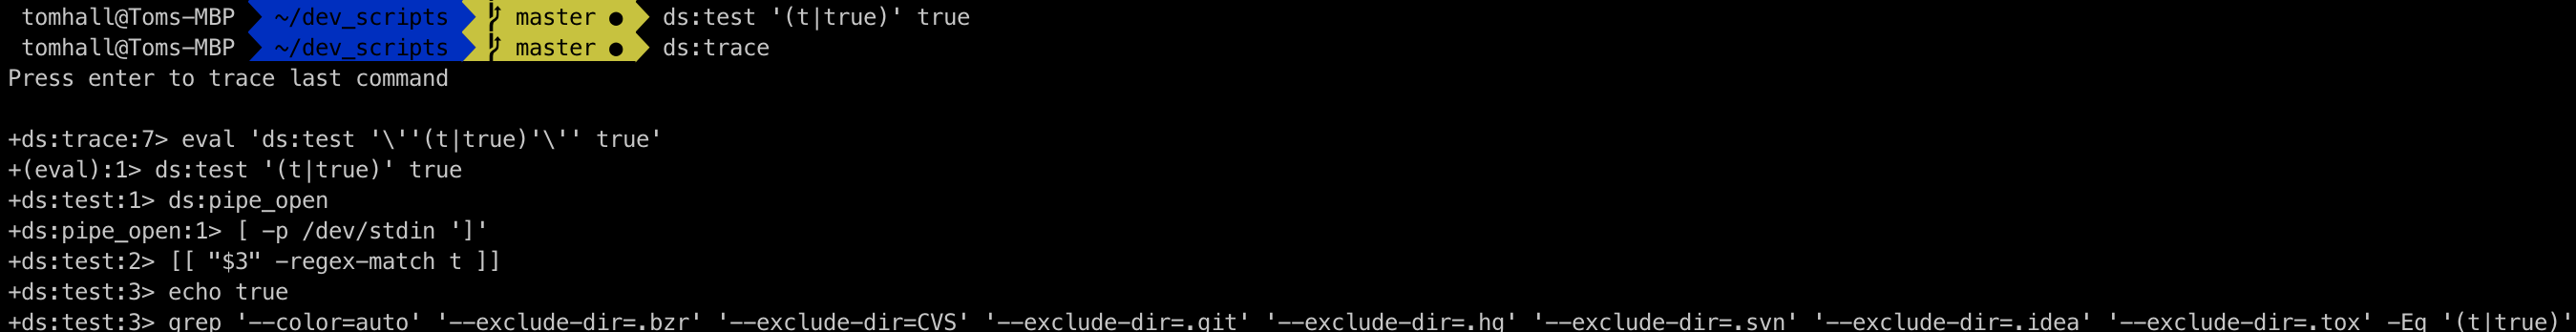 tomhall@Toms-MBP ~/dev_scripts master ● ds:test '(t|true)' true
tomhall@Toms-MBP ~/dev_scripts master ● ds:trace
Press enter to trace last command
+ds:trace:7> eval 'ds:test '\''(t|true)'\'' true'
+(eval):1> ds:test '(t|true)' true
+ds:test:1> ds:pipe_open
+ds:pipe_open:1> [ -p /dev/stdin ']'
+ds:test:2> [[ "$3" -regex-match t ]]
+ds:test:3> echo true
+ds:test:3> grep '--color=auto' '--exclude-dir=.bzr' '--exclude-dir=CVS' '--exclude-dir=.git' '--exclude-dir=.hg' '--exclude-dir=.svn' '--exclude-dir=.idea' '--exclude-dir=.tox' -Eq '(t|true)'